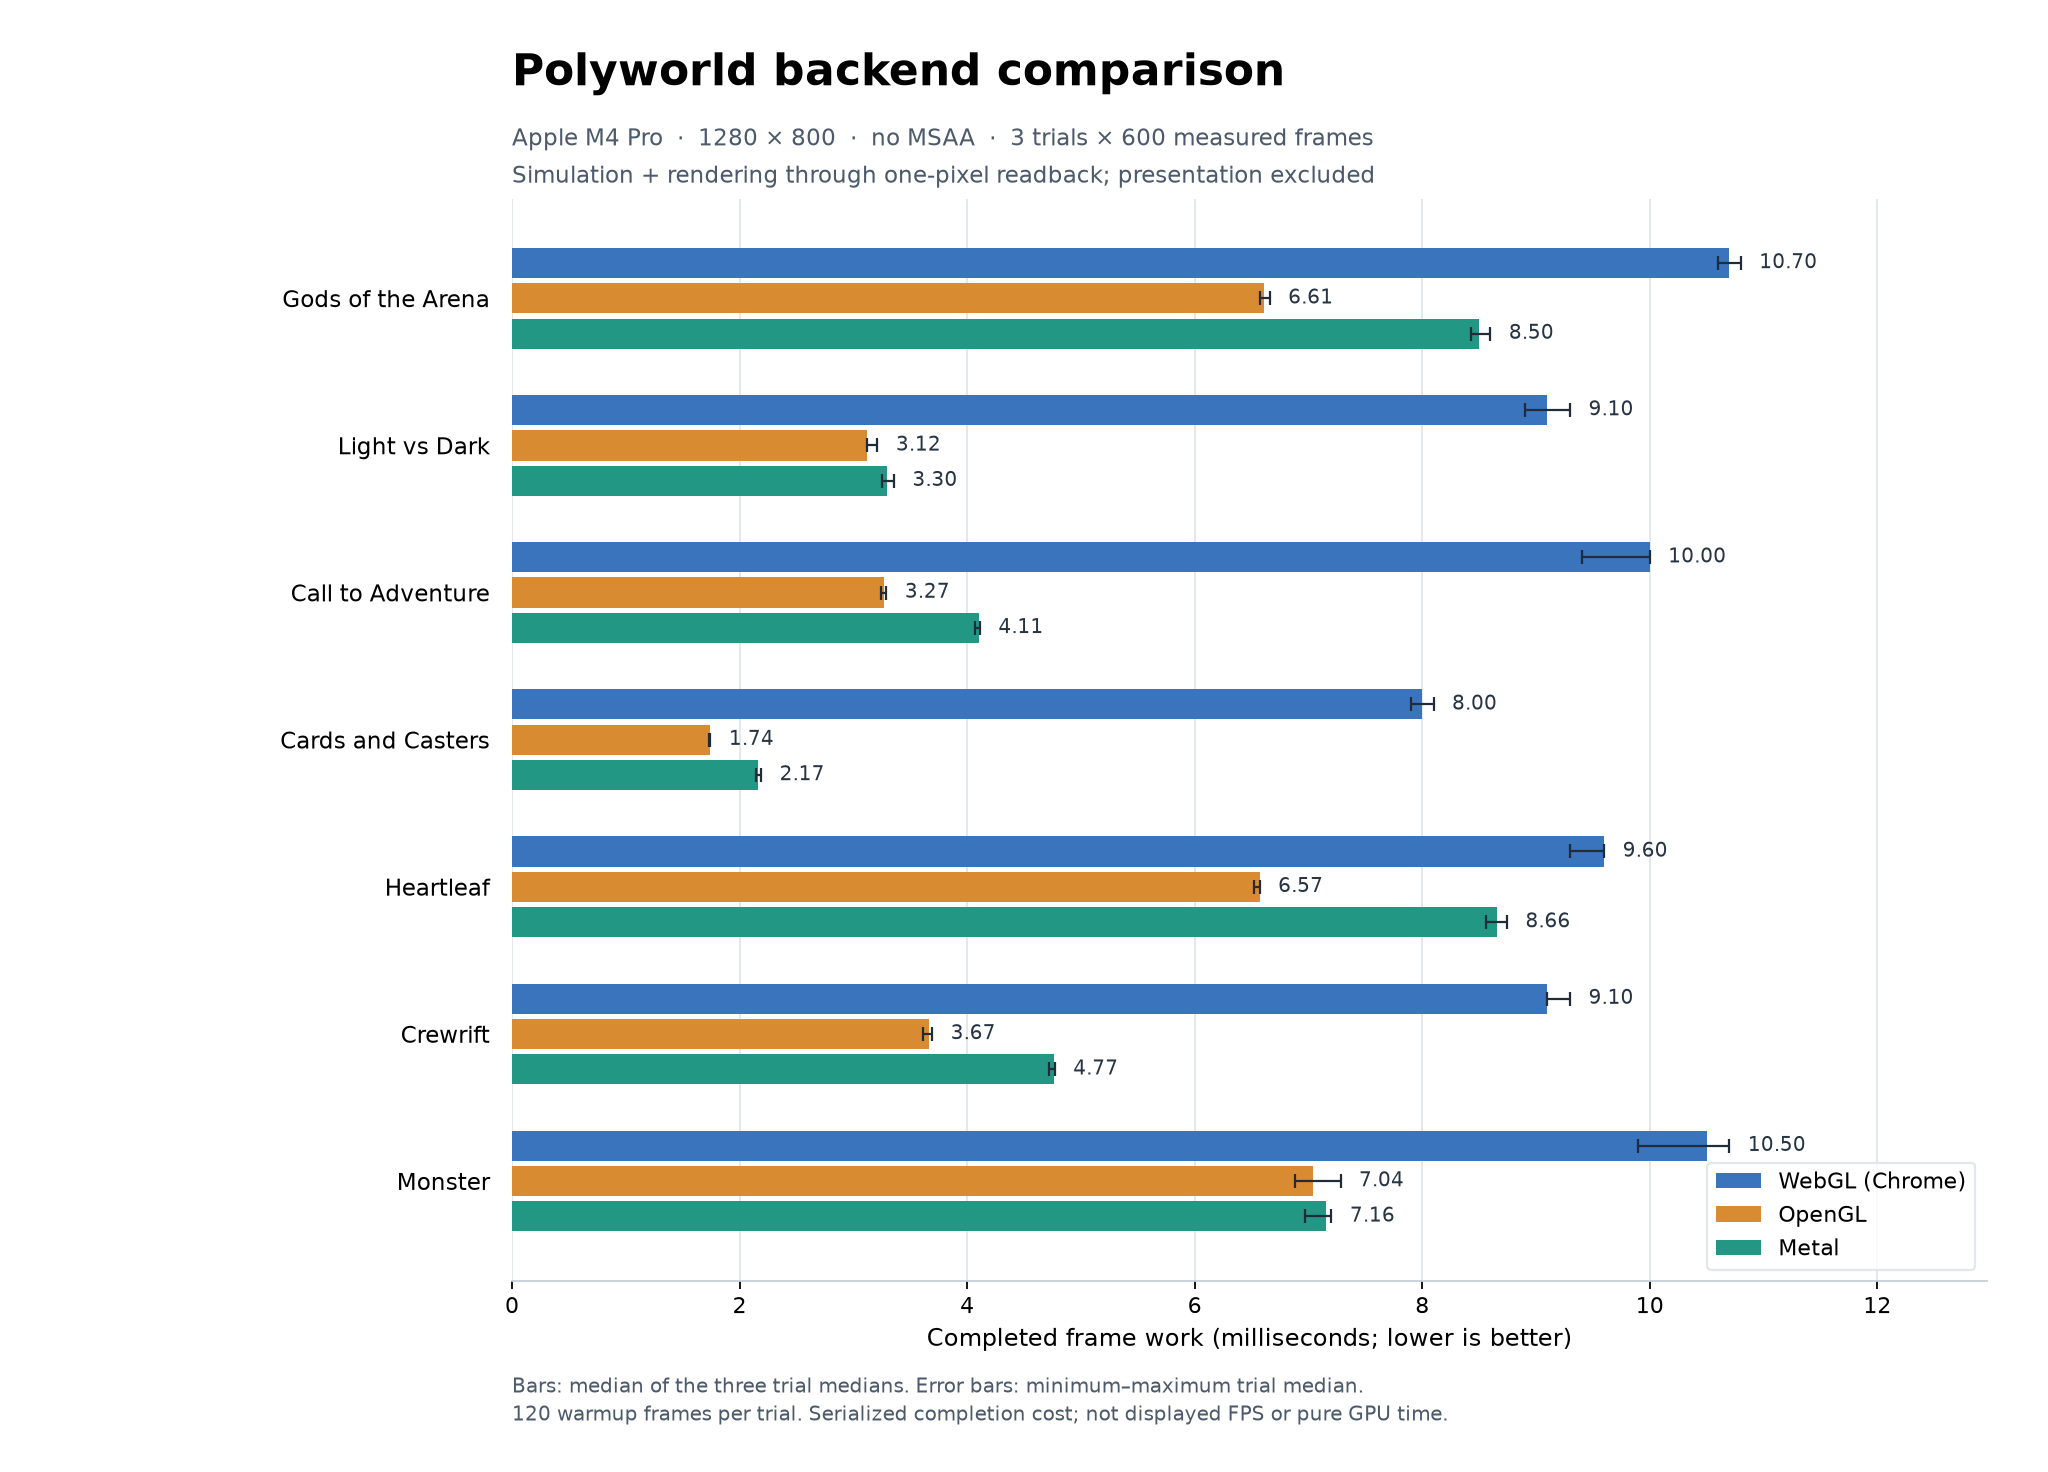 Polyworld backend comparison
Apple M4 Pro · 1280 × 800 · no MSAA · 3 trials × 600 measured frames
Simulation + rendering through one-pixel readback; presentation excluded
Gods of the Arena
10.70
6.61
8.50
Light vs Dark
9.10
3.12
3.30
Call to Adventure
10.00
3.27
4.11
Cards and Casters
8.00
1.74
2.17
Heartleaf
9.60
6.57
8.66
Crewrift
9.10
3.67
4.77
Monster
10.50
7.04
7.16
WebGL (Chrome)
OpenGL
Metal
0 2 4 6 8 10 12
Completed frame work (milliseconds; lower is better)
Bars: median of the three trial medians. Error bars: minimum–maximum trial median.
120 warmup frames per trial. Serialized completion cost; not displayed FPS or pure GPU time.